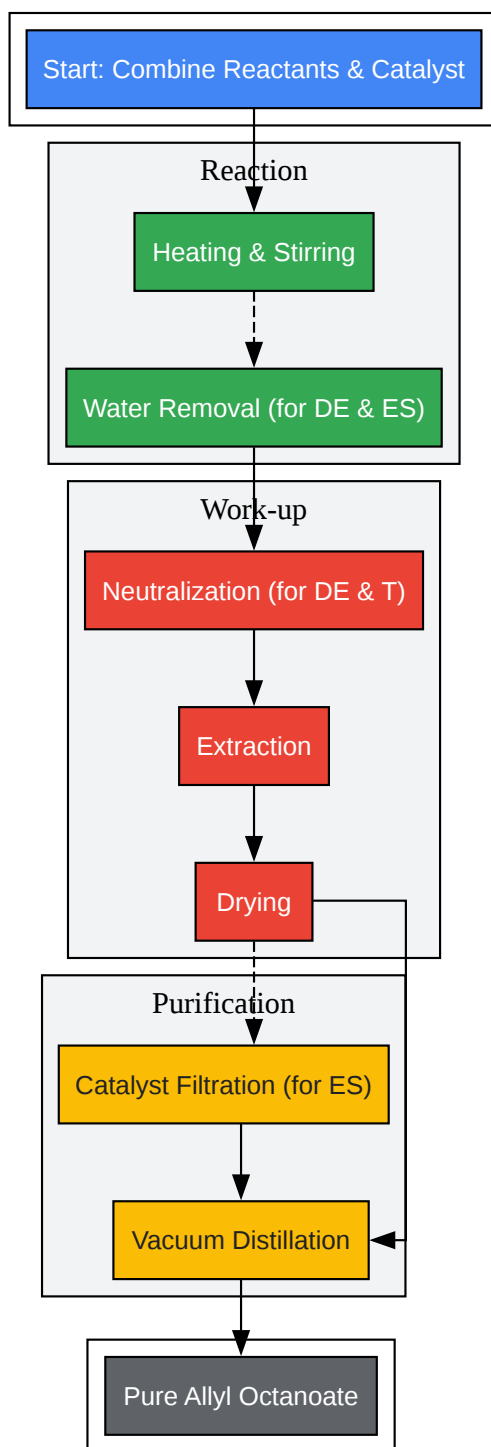 Start: Combine Reactants & Catalyst
Reaction
Heating & Stirring
Water Removal (for DE & ES)
Work-up
Neutralization (for DE & T)
Extraction
Drying
Purification
Catalyst Filtration (for ES)
Vacuum Distillation
Pure Allyl Octanoate